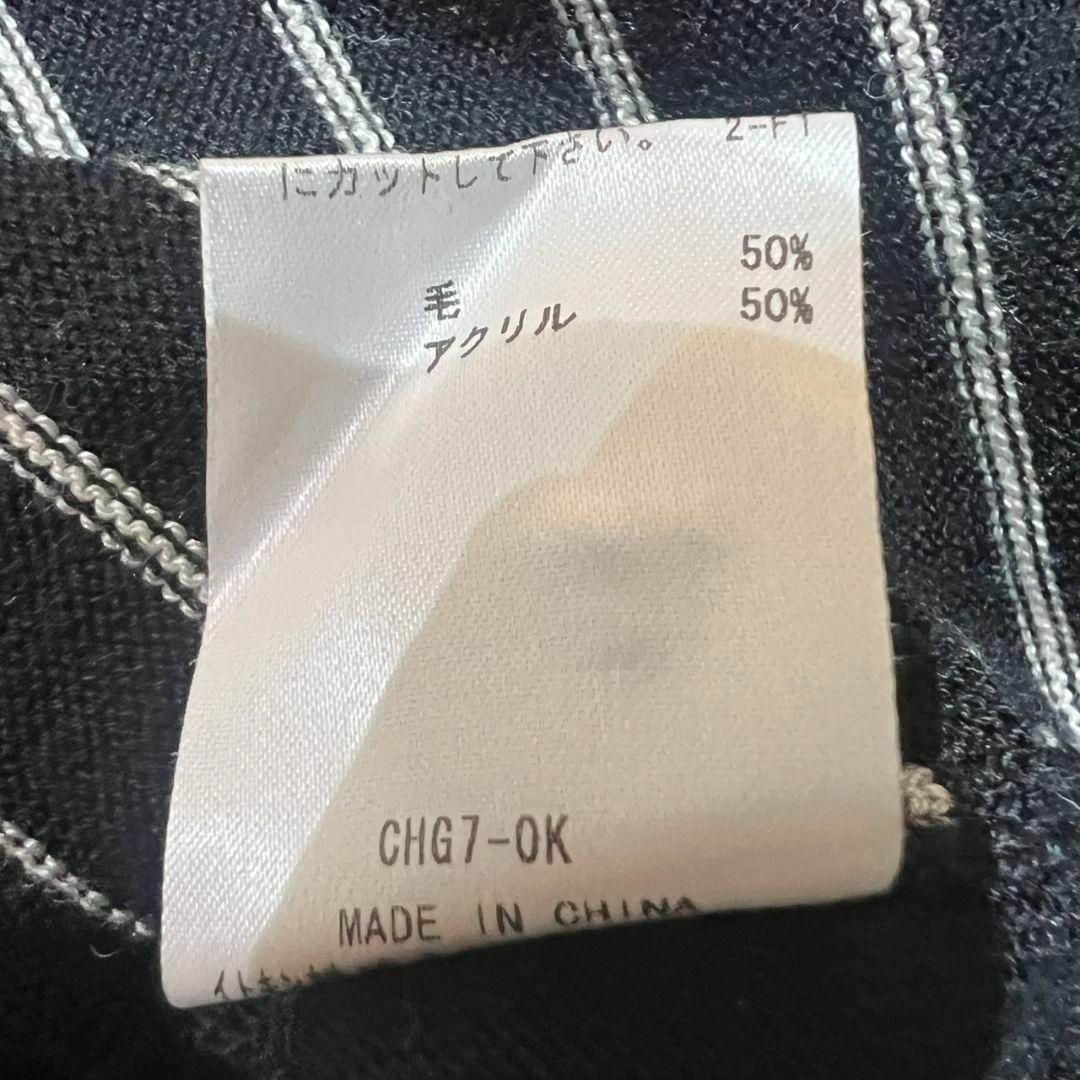 にカットして下さい。 2-F1
毛 50%
アクリル 50%
CHG7-0K
MADE IN CHINA